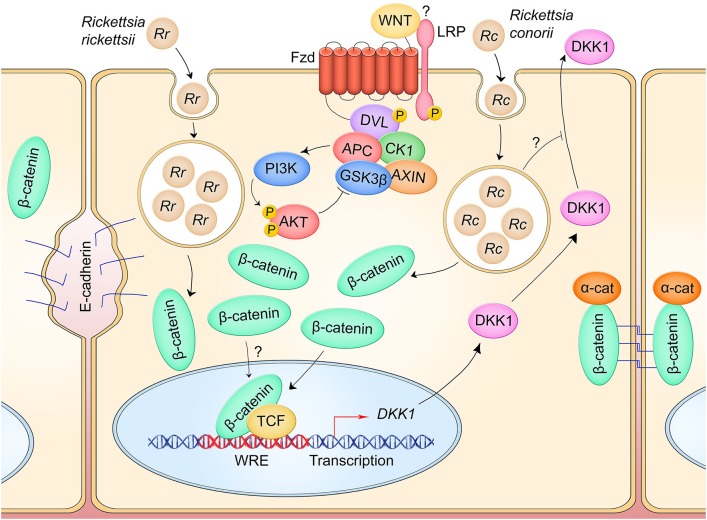 Rickettsia
rickettsii
Rr
Rr
Rr
Rr
Rr
Rr
WNT
?
LRP
Fzd
P
DVL
P
APC
CK1
GSK3β
AXIN
PI3K
P
P
AKT
Rickettsia
conorii
Rc
Rc
Rc
Rc
Rc
Rc
?
DKK1
DKK1
DKK1
β-catenin
E-cadherin
β-catenin
β-catenin
β-catenin
β-catenin
β-catenin
?
β-catenin
TCF
DKK1
WRE
Transcription
α-cat
α-cat
β-catenin
β-catenin